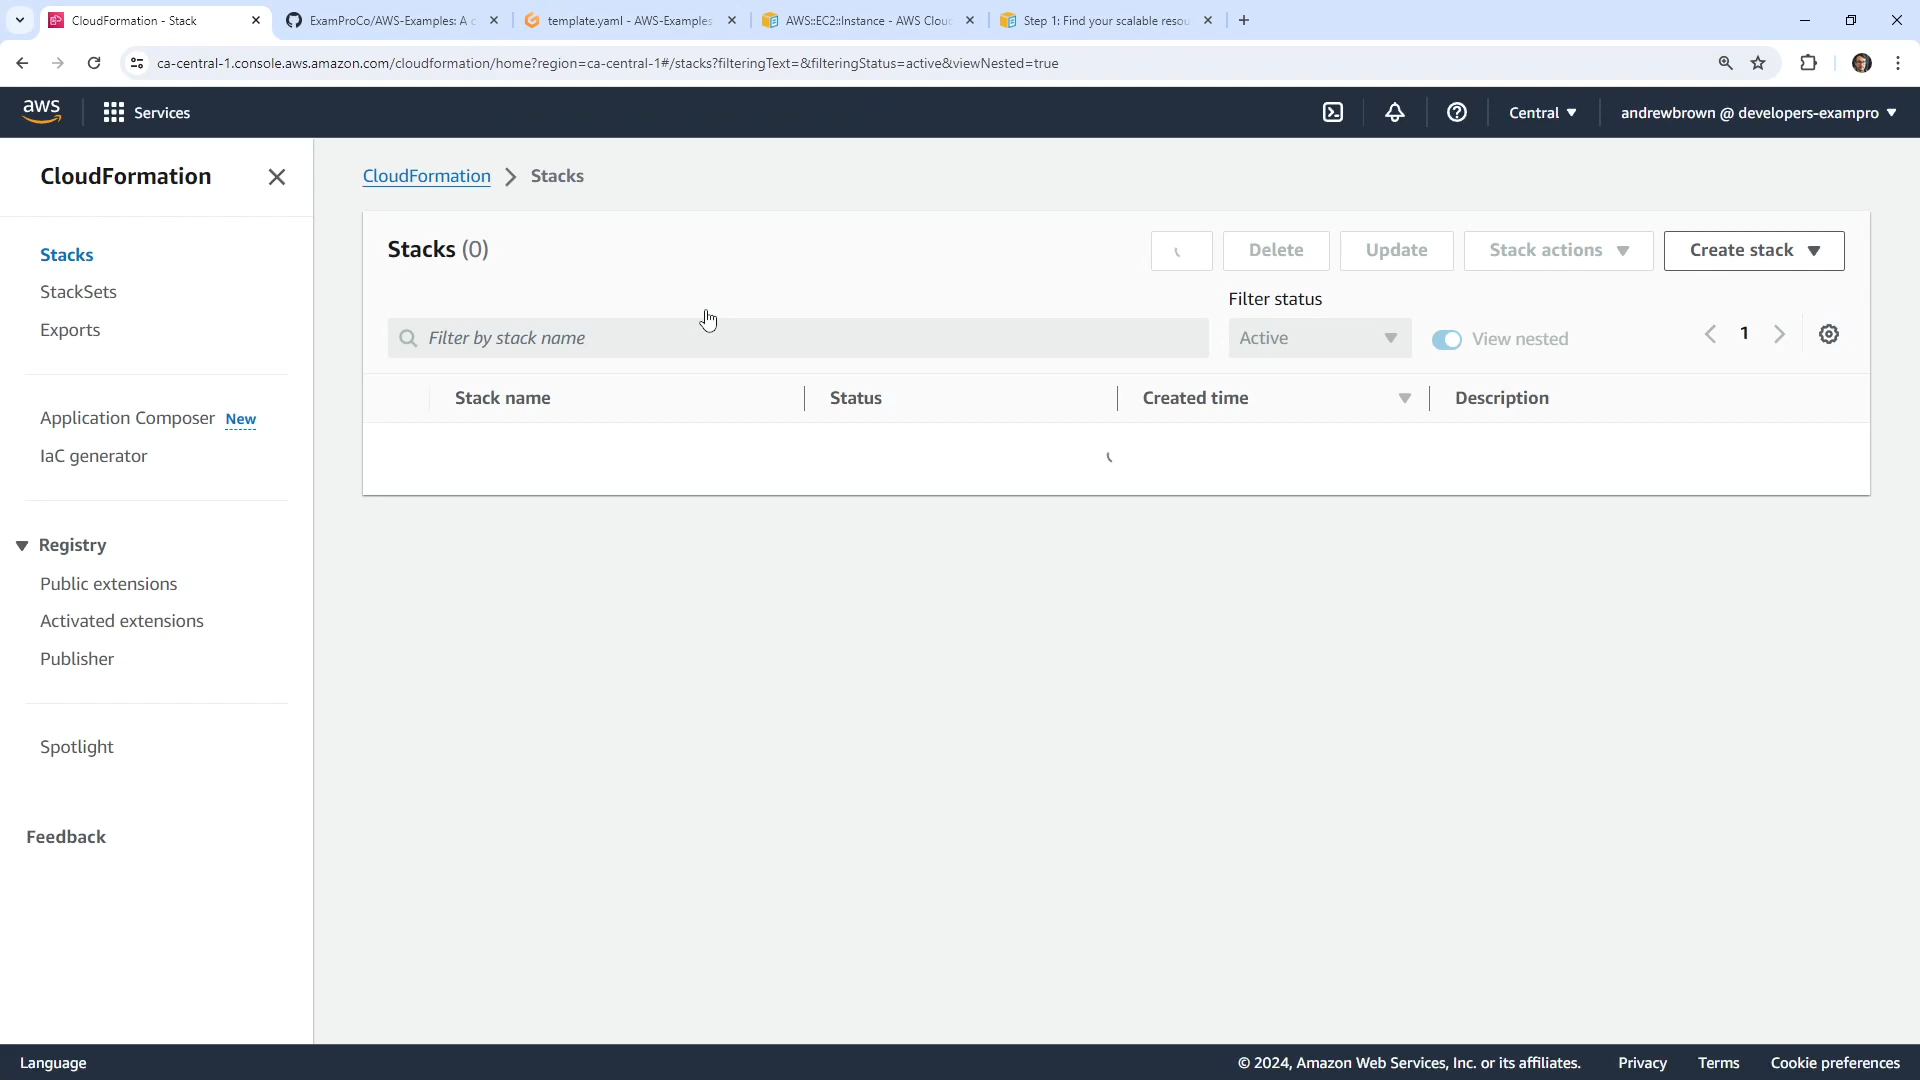 CloudFormation - Stack
ExamProCo/AWS-Examples: A c
template.yaml - AWS-Examples
AWS::EC2::Instance - AWS Clou
Step 1: Find your scalable resou
ca-central-1.console.aws.amazon.com/cloudformation/home?region=ca-central-1#/stacks?filteringText=&filteringStatus=active&viewNested=true
aws
Services
Central
andrewbrown @ developers-exampro
CloudFormation
Stacks
StackSets
Exports
Application Composer New
IaC generator
Registry
Public extensions
Activated extensions
Publisher
Spotlight
Feedback
CloudFormation > Stacks
Stacks (0)
Delete
Update
Stack actions
Create stack
Filter status
Filter by stack name
Active
View nested
1
Stack name
Status
Created time
Description
Language
© 2024, Amazon Web Services, Inc. or its affiliates.
Privacy
Terms
Cookie preferences